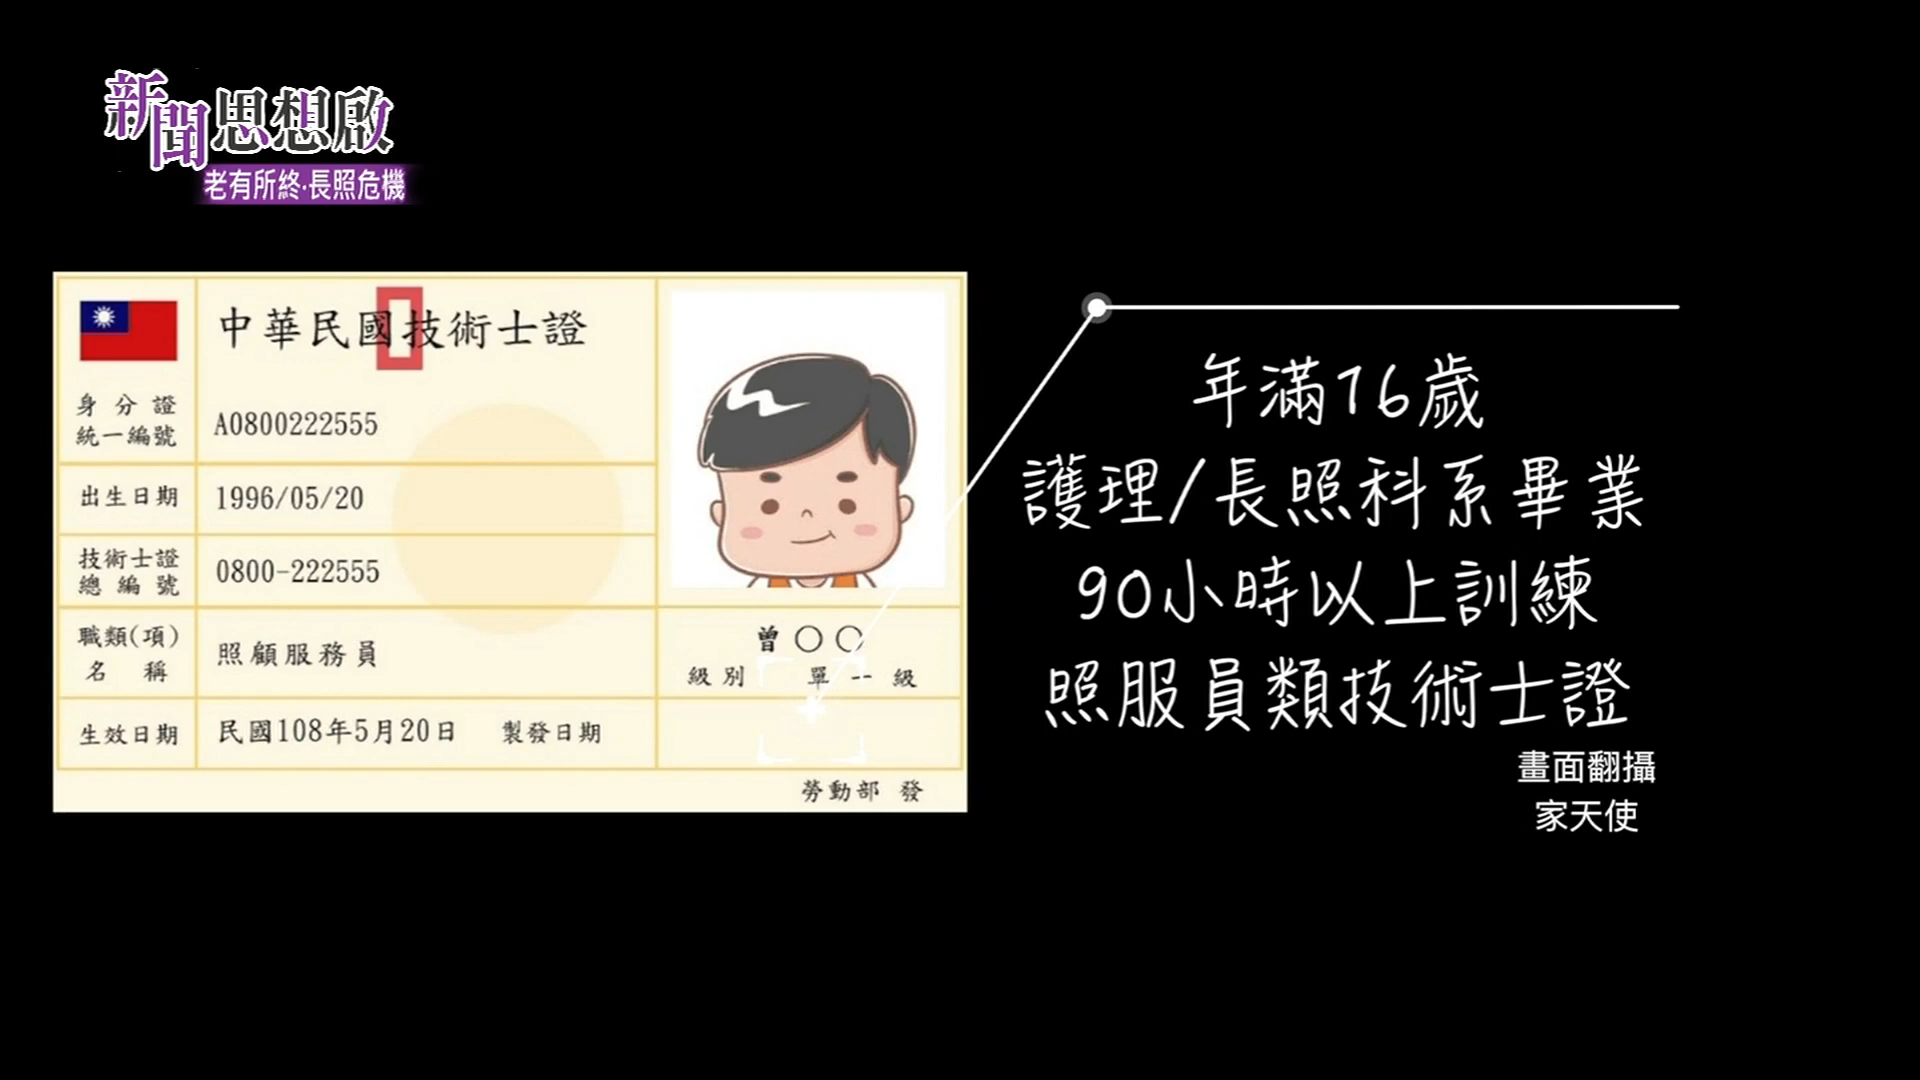 新聞思想啟
老有所終‧長照危機
中華民國技術士證
身分證
統一編號
A0800222555
出生日期
1996/05/20
技術士證
總編號
0800-222555
職類(項)
名稱
照顧服務員
曾〇〇
級別 單一 級
生效日期
民國108年5月20日 製發日期
勞動部 發
年滿16歲
護理/長照科系畢業
90小時以上訓練
照服員類技術士證
畫面翻攝
家天使